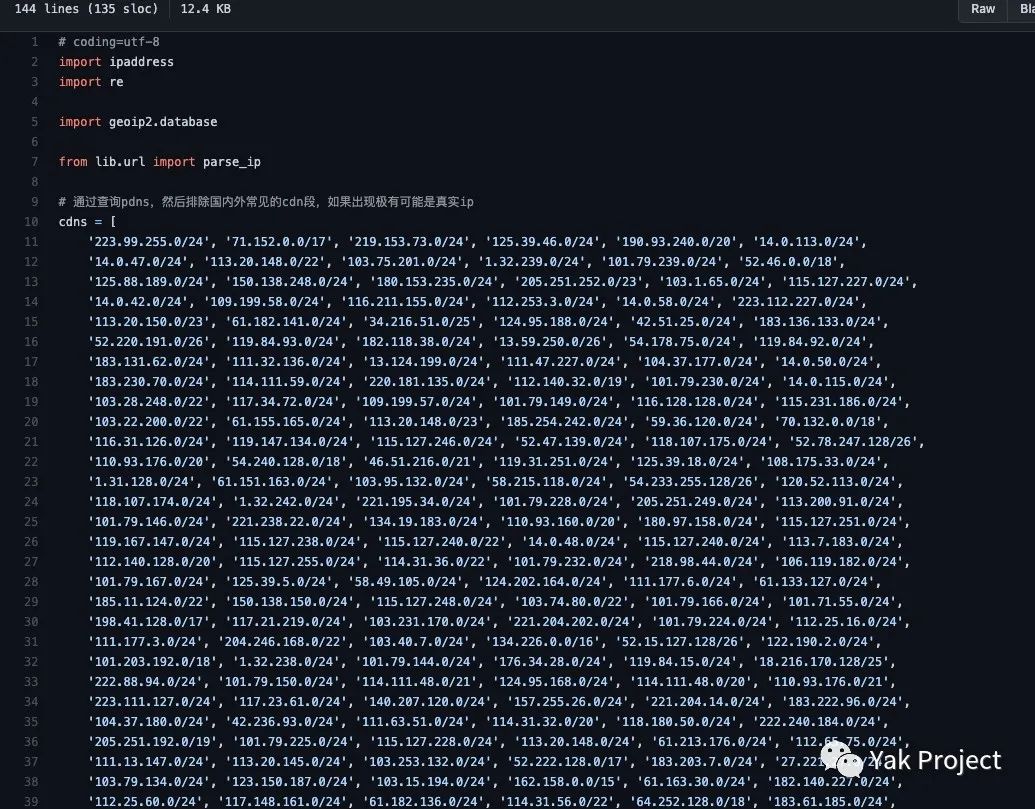 144 lines (135 sloc) 12.4 KB Raw Bla
1 # coding=utf-8
2 import ipaddress
3 import re
4
5 import geoip2.database
6
7 from lib.url import parse_ip
8
9 # 通过查询pdns，然后排除国内外常见的cdn段，如果出现极有可能是真实ip
10 cdns = [
11 '223.99.255.0/24', '71.152.0.0/17', '219.153.73.0/24', '125.39.46.0/24', '190.93.240.0/20', '14.0.113.0/24',
12 '14.0.47.0/24', '113.20.148.0/22', '103.75.201.0/24', '1.32.239.0/24', '101.79.239.0/24', '52.46.0.0/18',
13 '125.88.189.0/24', '150.138.248.0/24', '180.153.235.0/24', '205.251.252.0/23', '103.1.65.0/24', '115.127.227.0/24',
14 '14.0.42.0/24', '109.199.58.0/24', '116.211.155.0/24', '112.253.3.0/24', '14.0.58.0/24', '223.112.227.0/24',
15 '113.20.150.0/23', '61.182.141.0/24', '34.216.51.0/25', '124.95.188.0/24', '42.51.25.0/24', '183.136.133.0/24',
16 '52.220.191.0/26', '119.84.93.0/24', '182.118.38.0/24', '13.59.250.0/26', '54.178.75.0/24', '119.84.92.0/24',
17 '183.131.62.0/24', '111.32.136.0/24', '13.124.199.0/24', '111.47.227.0/24', '104.37.177.0/24', '14.0.50.0/24',
18 '183.230.70.0/24', '114.111.59.0/24', '220.181.135.0/24', '112.140.32.0/19', '101.79.230.0/24', '14.0.115.0/24',
19 '103.28.248.0/22', '117.34.72.0/24', '109.199.57.0/24', '101.79.149.0/24', '116.128.128.0/24', '115.231.186.0/24',
20 '103.22.200.0/22', '61.155.165.0/24', '113.20.148.0/23', '185.254.242.0/24', '59.36.120.0/24', '70.132.0.0/18',
21 '116.31.126.0/24', '119.147.134.0/24', '115.127.246.0/24', '52.47.139.0/24', '118.107.175.0/24', '52.78.247.128/26',
22 '110.93.176.0/20', '54.240.128.0/18', '46.51.216.0/21', '119.31.251.0/24', '125.39.18.0/24', '108.175.33.0/24',
23 '1.31.128.0/24', '61.151.163.0/24', '103.95.132.0/24', '58.215.118.0/24', '54.233.255.128/26', '120.52.113.0/24',
24 '118.107.174.0/24', '1.32.242.0/24', '221.195.34.0/24', '101.79.228.0/24', '205.251.249.0/24', '113.200.91.0/24',
25 '101.79.146.0/24', '221.238.22.0/24', '134.19.183.0/24', '110.93.160.0/20', '180.97.158.0/24', '115.127.251.0/24',
26 '119.167.147.0/24', '115.127.238.0/24', '115.127.240.0/22', '14.0.48.0/24', '115.127.240.0/24', '113.7.183.0/24',
27 '112.140.128.0/20', '115.127.255.0/24', '114.31.36.0/22', '101.79.232.0/24', '218.98.44.0/24', '106.119.182.0/24',
28 '101.79.167.0/24', '125.39.5.0/24', '58.49.105.0/24', '124.202.164.0/24', '111.177.6.0/24', '61.133.127.0/24',
29 '185.11.124.0/22', '150.138.150.0/24', '115.127.248.0/24', '103.74.80.0/22', '101.79.166.0/24', '101.71.55.0/24',
30 '198.41.128.0/17', '117.21.219.0/24', '103.231.170.0/24', '221.204.202.0/24', '101.79.224.0/24', '112.25.16.0/24',
31 '111.177.3.0/24', '204.246.168.0/22', '103.40.7.0/24', '134.226.0.0/16', '52.15.127.128/26', '122.190.2.0/24',
32 '101.203.192.0/18', '1.32.238.0/24', '101.79.144.0/24', '176.34.28.0/24', '119.84.15.0/24', '18.216.170.128/25',
33 '222.88.94.0/24', '101.79.150.0/24', '114.111.48.0/21', '124.95.168.0/24', '114.111.48.0/20', '110.93.176.0/21',
34 '223.111.127.0/24', '117.23.61.0/24', '140.207.120.0/24', '157.255.26.0/24', '221.204.14.0/24', '183.222.96.0/24',
35 '104.37.180.0/24', '42.236.93.0/24', '111.63.51.0/24', '114.31.32.0/20', '118.180.50.0/24', '222.240.184.0/24',
36 '205.251.192.0/19', '101.79.225.0/24', '115.127.228.0/24', '113.20.148.0/24', '61.213.176.0/24', '112.65.75.0/24',
37 '111.13.147.0/24', '113.20.145.0/24', '103.253.132.0/24', '52.222.128.0/17', '183.203.7.0/24',
38 '103.79.134.0/24', '123.150.187.0/24', '103.15.194.0/24', '162.158.0.0/15', '61.163.30.0/24', '182.140.227.0/24',
39 '112.25.60.0/24', '117.148.161.0/24', '61.182.136.0/24', '114.31.56.0/22', '64.252.128.0/18', '183.61.185.0/24',
Yak Project